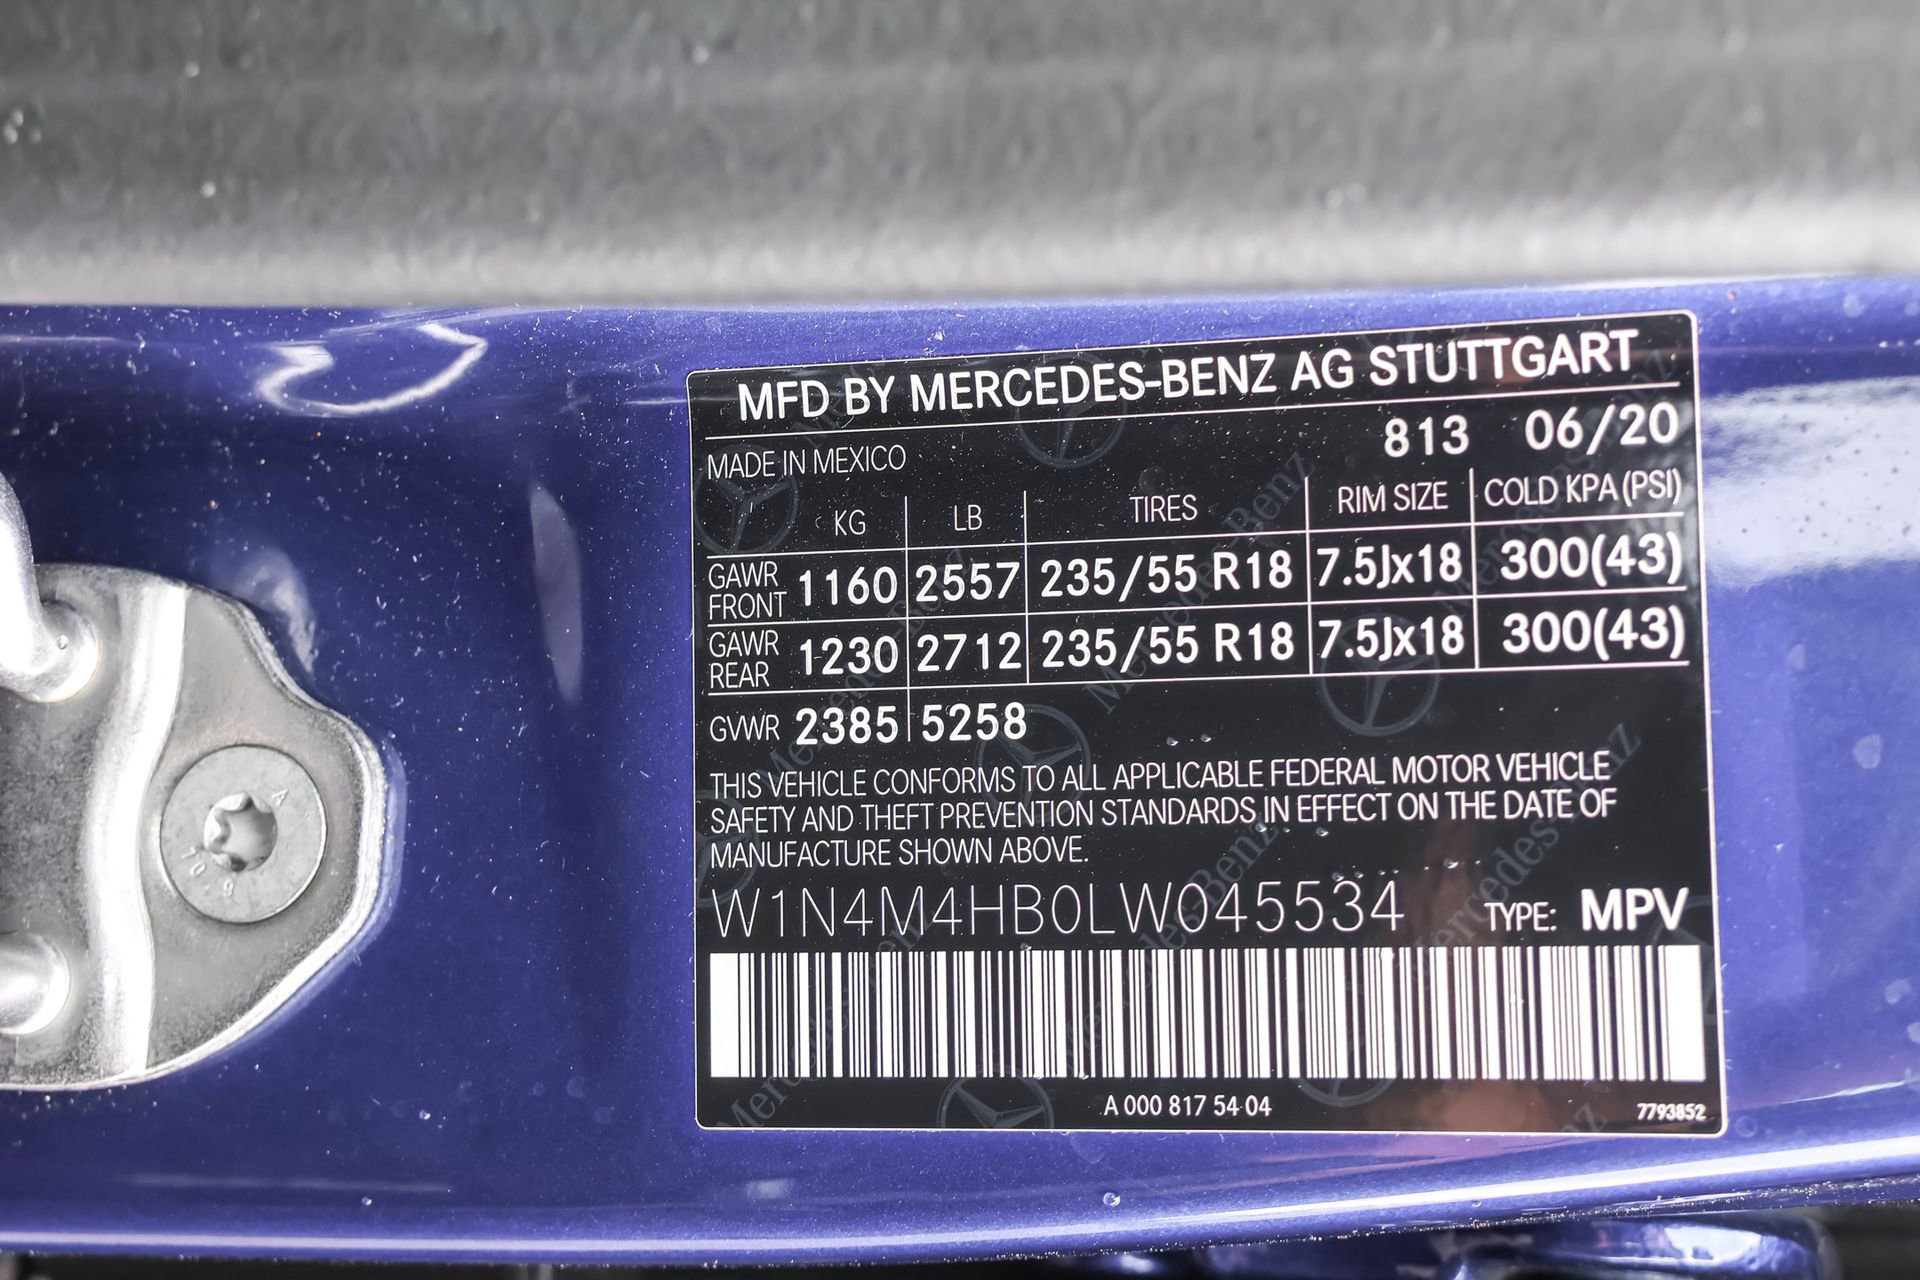 MFD BY MERCEDES-BENZ AG STUTTGART
MADE IN MEXICO 813 06/20
KG LB TIRES RIM SIZE COLD KPA (PSI)
GAWR FRONT 1160 2557 235/55 R18 7.5Jx18 300(43)
GAWR REAR 1230 2712 235/55 R18 7.5Jx18 300(43)
GVWR 2385 5258
THIS VEHICLE CONFORMS TO ALL APPLICABLE FEDERAL MOTOR VEHICLE
SAFETY AND THEFT PREVENTION STANDARDS IN EFFECT ON THE DATE OF
MANUFACTURE SHOWN ABOVE.
W1N4M4HB0LW045534 TYPE: MPV
A 000 817 54 04 7793852
A
10.9